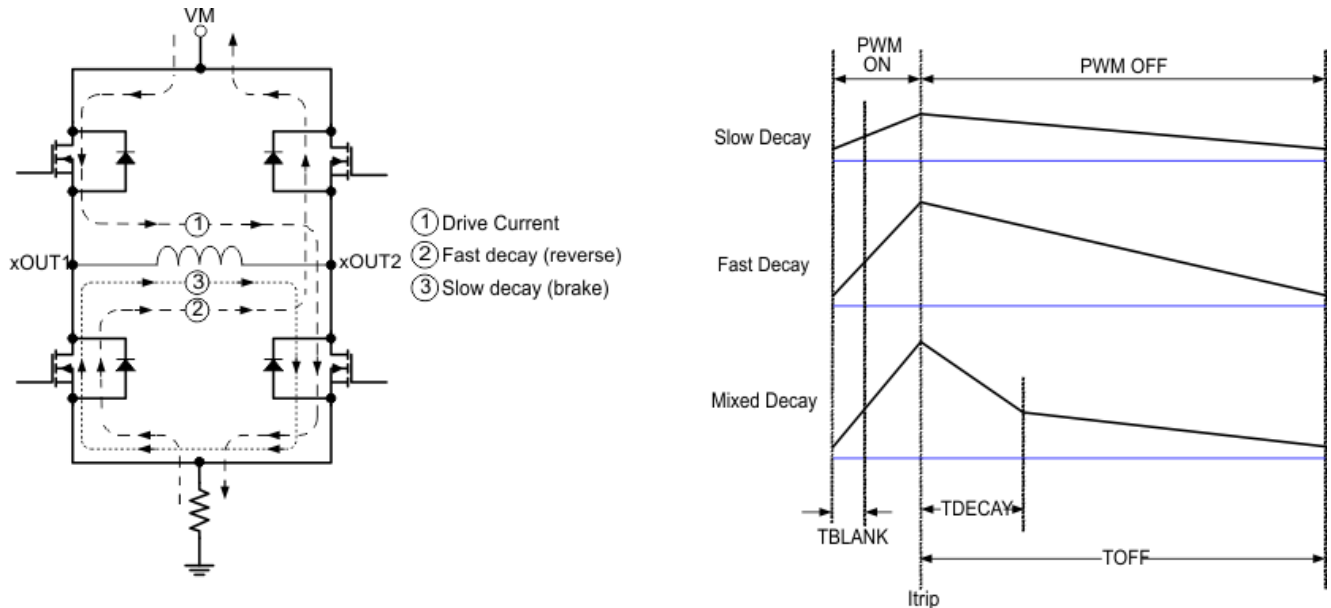 VM
xOUT1
1
xOUT2
3
2
1 Drive Current
2 Fast decay (reverse)
3 Slow decay (brake)
PWM
ON
PWM OFF
Slow Decay
Fast Decay
Mixed Decay
TDECAY
TBLANK
TOFF
Itrip